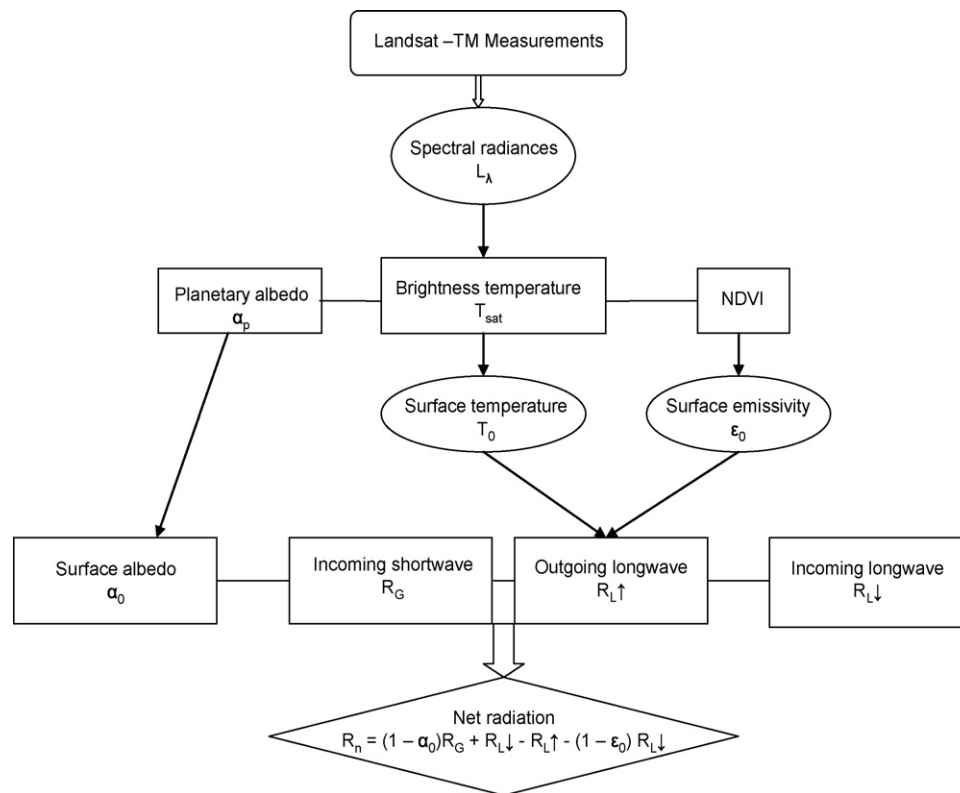 Landsat –TM Measurements
Spectral radiances
L𝛌
Planetary albedo
𝛂p
Brightness temperature
Tsat
NDVI
Surface temperature
T0
Surface emissivity
𝛆0
Surface albedo
𝛂0
Incoming shortwave
RG
Outgoing longwave
RL↑
Incoming longwave
RL↓
Net radiation
Rn = (1 - 𝛂0)RG + RL↓ - RL↑ - (1 - 𝛆0) RL↓